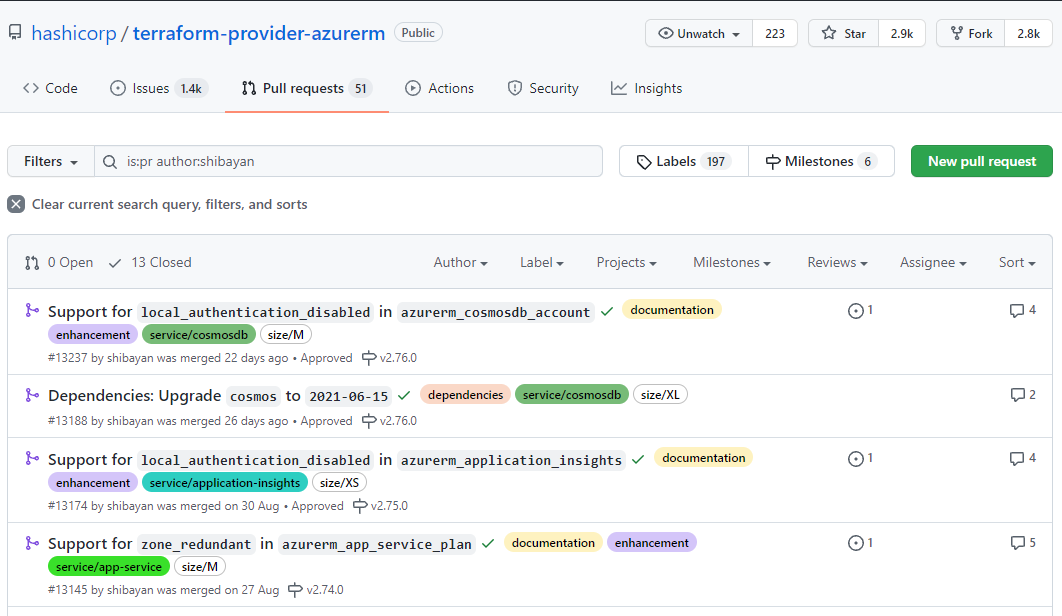 hashicorp / terraform-provider-azurerm Public Unwatch 223 Star 2.9k Fork 2.8k
Code Issues 1.4k Pull requests 51 Actions Security Insights
Filters is:pr author:shibayan Labels 197 Milestones 6 New pull request
Clear current search query, filters, and sorts
0 Open 13 Closed Author Label Projects Milestones Reviews Assignee Sort
Support for local_authentication_disabled in azurerm_cosmosdb_account documentation 1 4
enhancement service/cosmosdb size/M
#13237 by shibayan was merged 22 days ago • Approved v2.76.0
Dependencies: Upgrade cosmos to 2021-06-15 dependencies service/cosmosdb size/XL 2
#13188 by shibayan was merged 26 days ago • Approved v2.76.0
Support for local_authentication_disabled in azurerm_application_insights documentation 1 4
enhancement service/application-insights size/XS
#13174 by shibayan was merged on 30 Aug • Approved v2.75.0
Support for zone_redundant in azurerm_app_service_plan documentation enhancement 1 5
service/app-service size/M
#13145 by shibayan was merged on 27 Aug v2.74.0